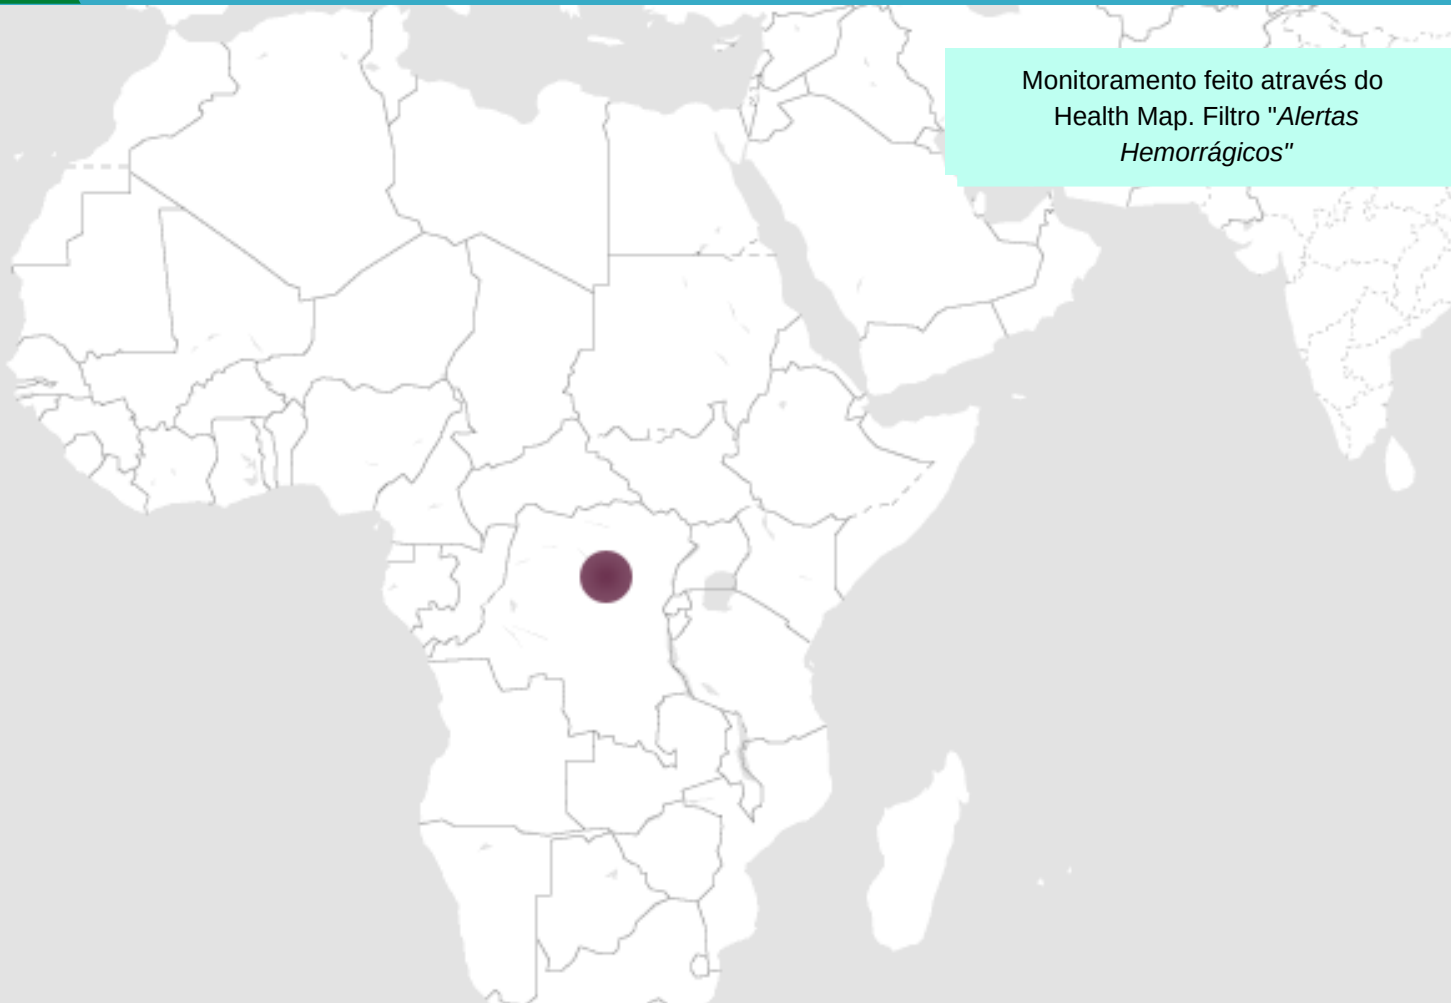 Monitoramento feito através do
Health Map. Filtro "Alertas
Hemorrágicos"